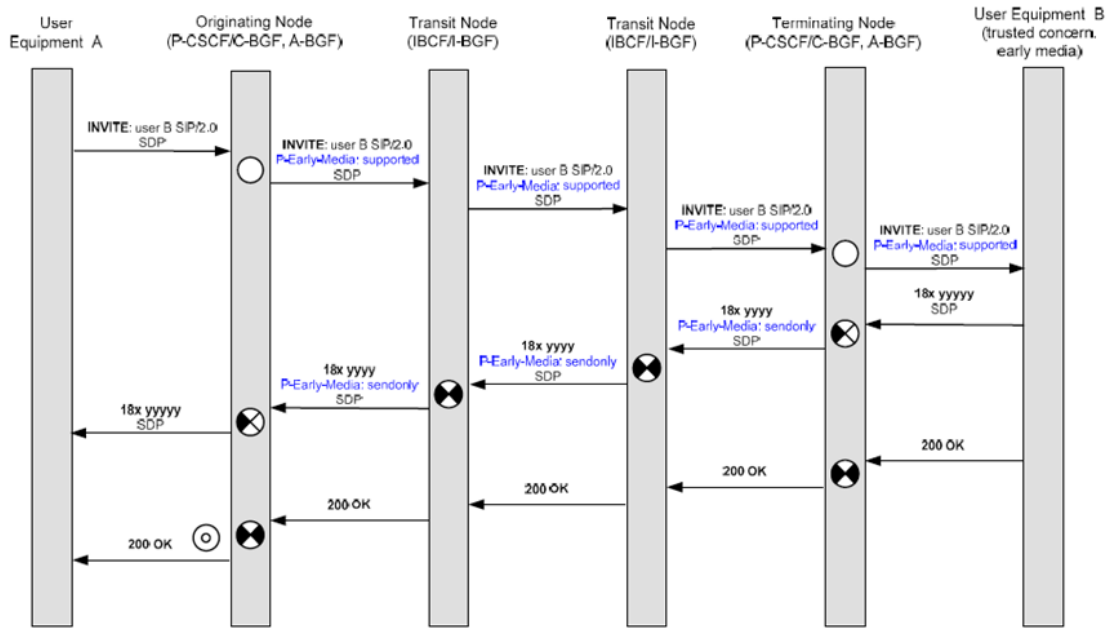 User
Equipment A
Originating Node
(P-CSCF/C-BGF, A-BGF)
Transit Node
(IBCF/I-BGF)
Transit Node
(IBCF/I-BGF)
Terminating Node
(P-CSCF/C-BGF, A-BGF)
User Equipment B
(trusted concern.
early media)
INVITE: user B SIP/2.0
SDP
INVITE: user B SIP/2.0
P-Early-Media: supported
SDP
INVITE: user B SIP/2.0
P-Early-Media: supported
SDP
INVITE: user B SIP/2.0
P-Early-Media: supported
SDP
INVITE: user B SIP/2.0
P-Early-Media: supported
SDP
18x yyyyy
SDP
18x yyyy
P-Early-Media: sendonly
SDP
18x yyyy
P-Early-Media: sendonly
SDP
18x yyyy
P-Early-Media: sendonly
SDP
18x yyyyy
SDP
200 OK
200 OK
200 OK
200 OK
200 OK